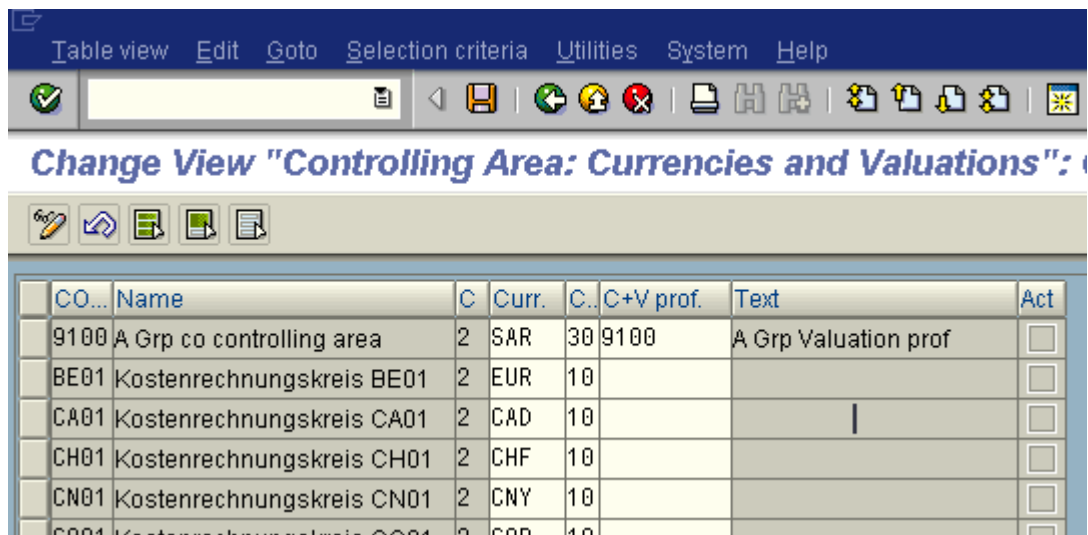 Table view Edit Goto Selection criteria Utilities System Help
Change View "Controlling Area: Currencies and Valuations":
CO... Name C Curr. C.. C+V prof. Text Act
9100 A Grp co controlling area 2 SAR 30 9100 A Grp Valuation prof
BE01 Kostenrechnungskreis BE01 2 EUR 10
CA01 Kostenrechnungskreis CA01 2 CAD 10
CH01 Kostenrechnungskreis CH01 2 CHF 10
CN01 Kostenrechnungskreis CN01 2 CNY 10